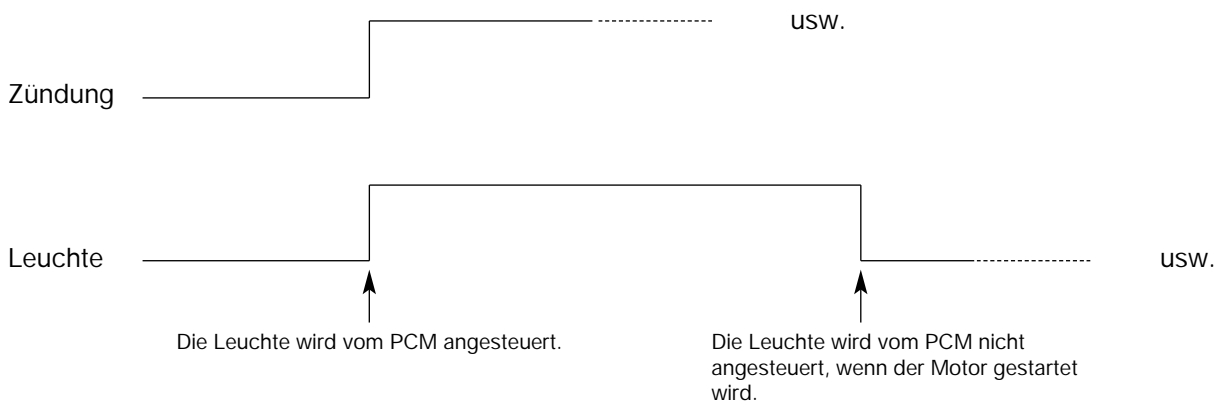 usw.
Zündung
Leuchte
usw.
Die Leuchte wird vom PCM angesteuert.
Die Leuchte wird vom PCM nicht
angesteuert, wenn der Motor gestartet
wird.